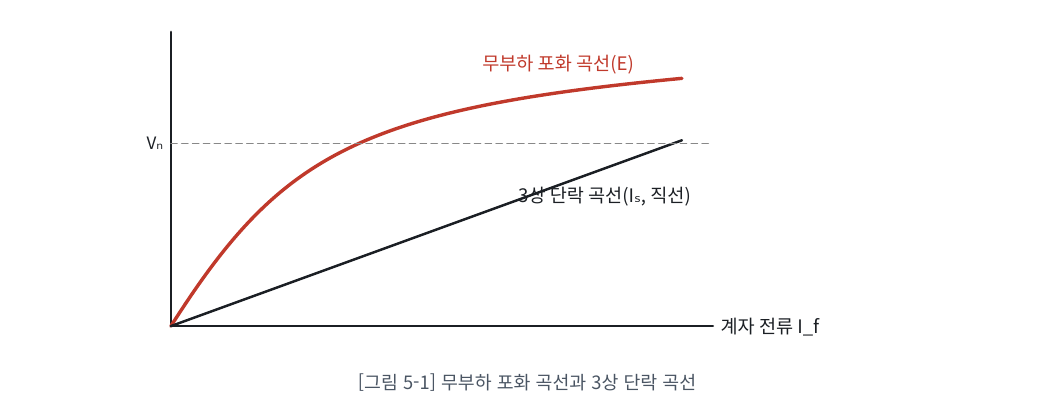 무부하 포화 곡선(E)
Vₙ
3상 단락 곡선(Iₛ, 직선)
계자 전류 I_f
[그림 5-1] 무부하 포화 곡선과 3상 단락 곡선